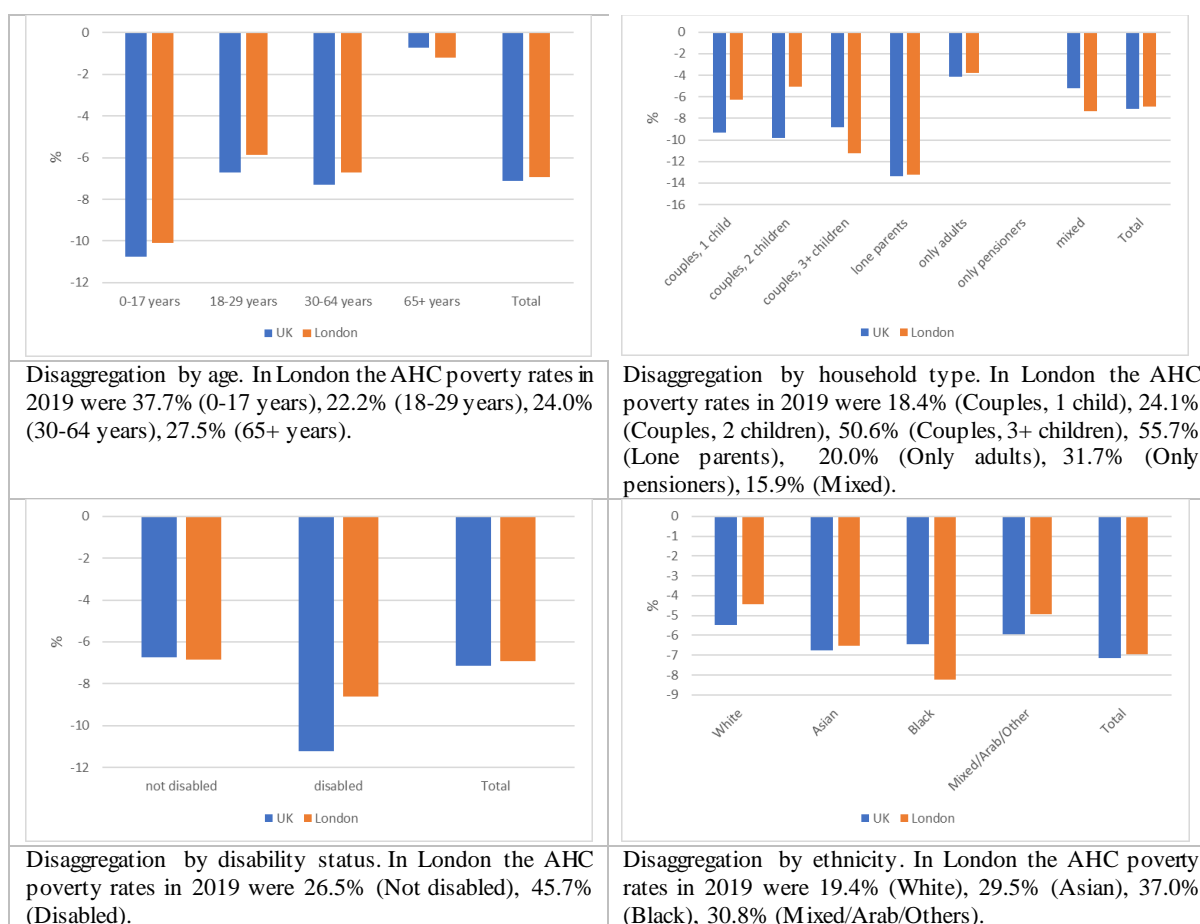 0
-2
-4
-6
-8
-10
-12
%
0-17 years 18-29 years 30-64 years 65+ years Total
UK London
Disaggregation by age. In London the AHC poverty rates in
2019 were 37.7% (0-17 years), 22.2% (18-29 years), 24.0%
(30-64 years), 27.5% (65+ years).
0
-2
-4
-6
-8
-10
-12
-14
-16
%
couples, 1 child
couples, 2 children
couples, 3+ children
lone parents
only adults
only pensioners
mixed
Total
UK London
Disaggregation by household type. In London the AHC
poverty rates in 2019 were 18.4% (Couples, 1 child), 24.1%
(Couples, 2 children), 50.6% (Couples, 3+ children), 55.7%
(Lone parents), 20.0% (Only adults), 31.7% (Only
pensioners), 15.9% (Mixed).
0
-2
-4
-6
-8
-10
-12
%
not disabled disabled Total
UK London
Disaggregation by disability status. In London the AHC
poverty rates in 2019 were 26.5% (Not disabled), 45.7%
(Disabled).
0
-1
-2
-3
-4
-5
-6
-7
-8
-9
%
White
Asian
Black
Mixed/Arab/Other
Total
UK London
Disaggregation by ethnicity. In London the AHC poverty
rates in 2019 were 19.4% (White), 29.5% (Asian), 37.0%
(Black), 30.8% (Mixed/Arab/Others).